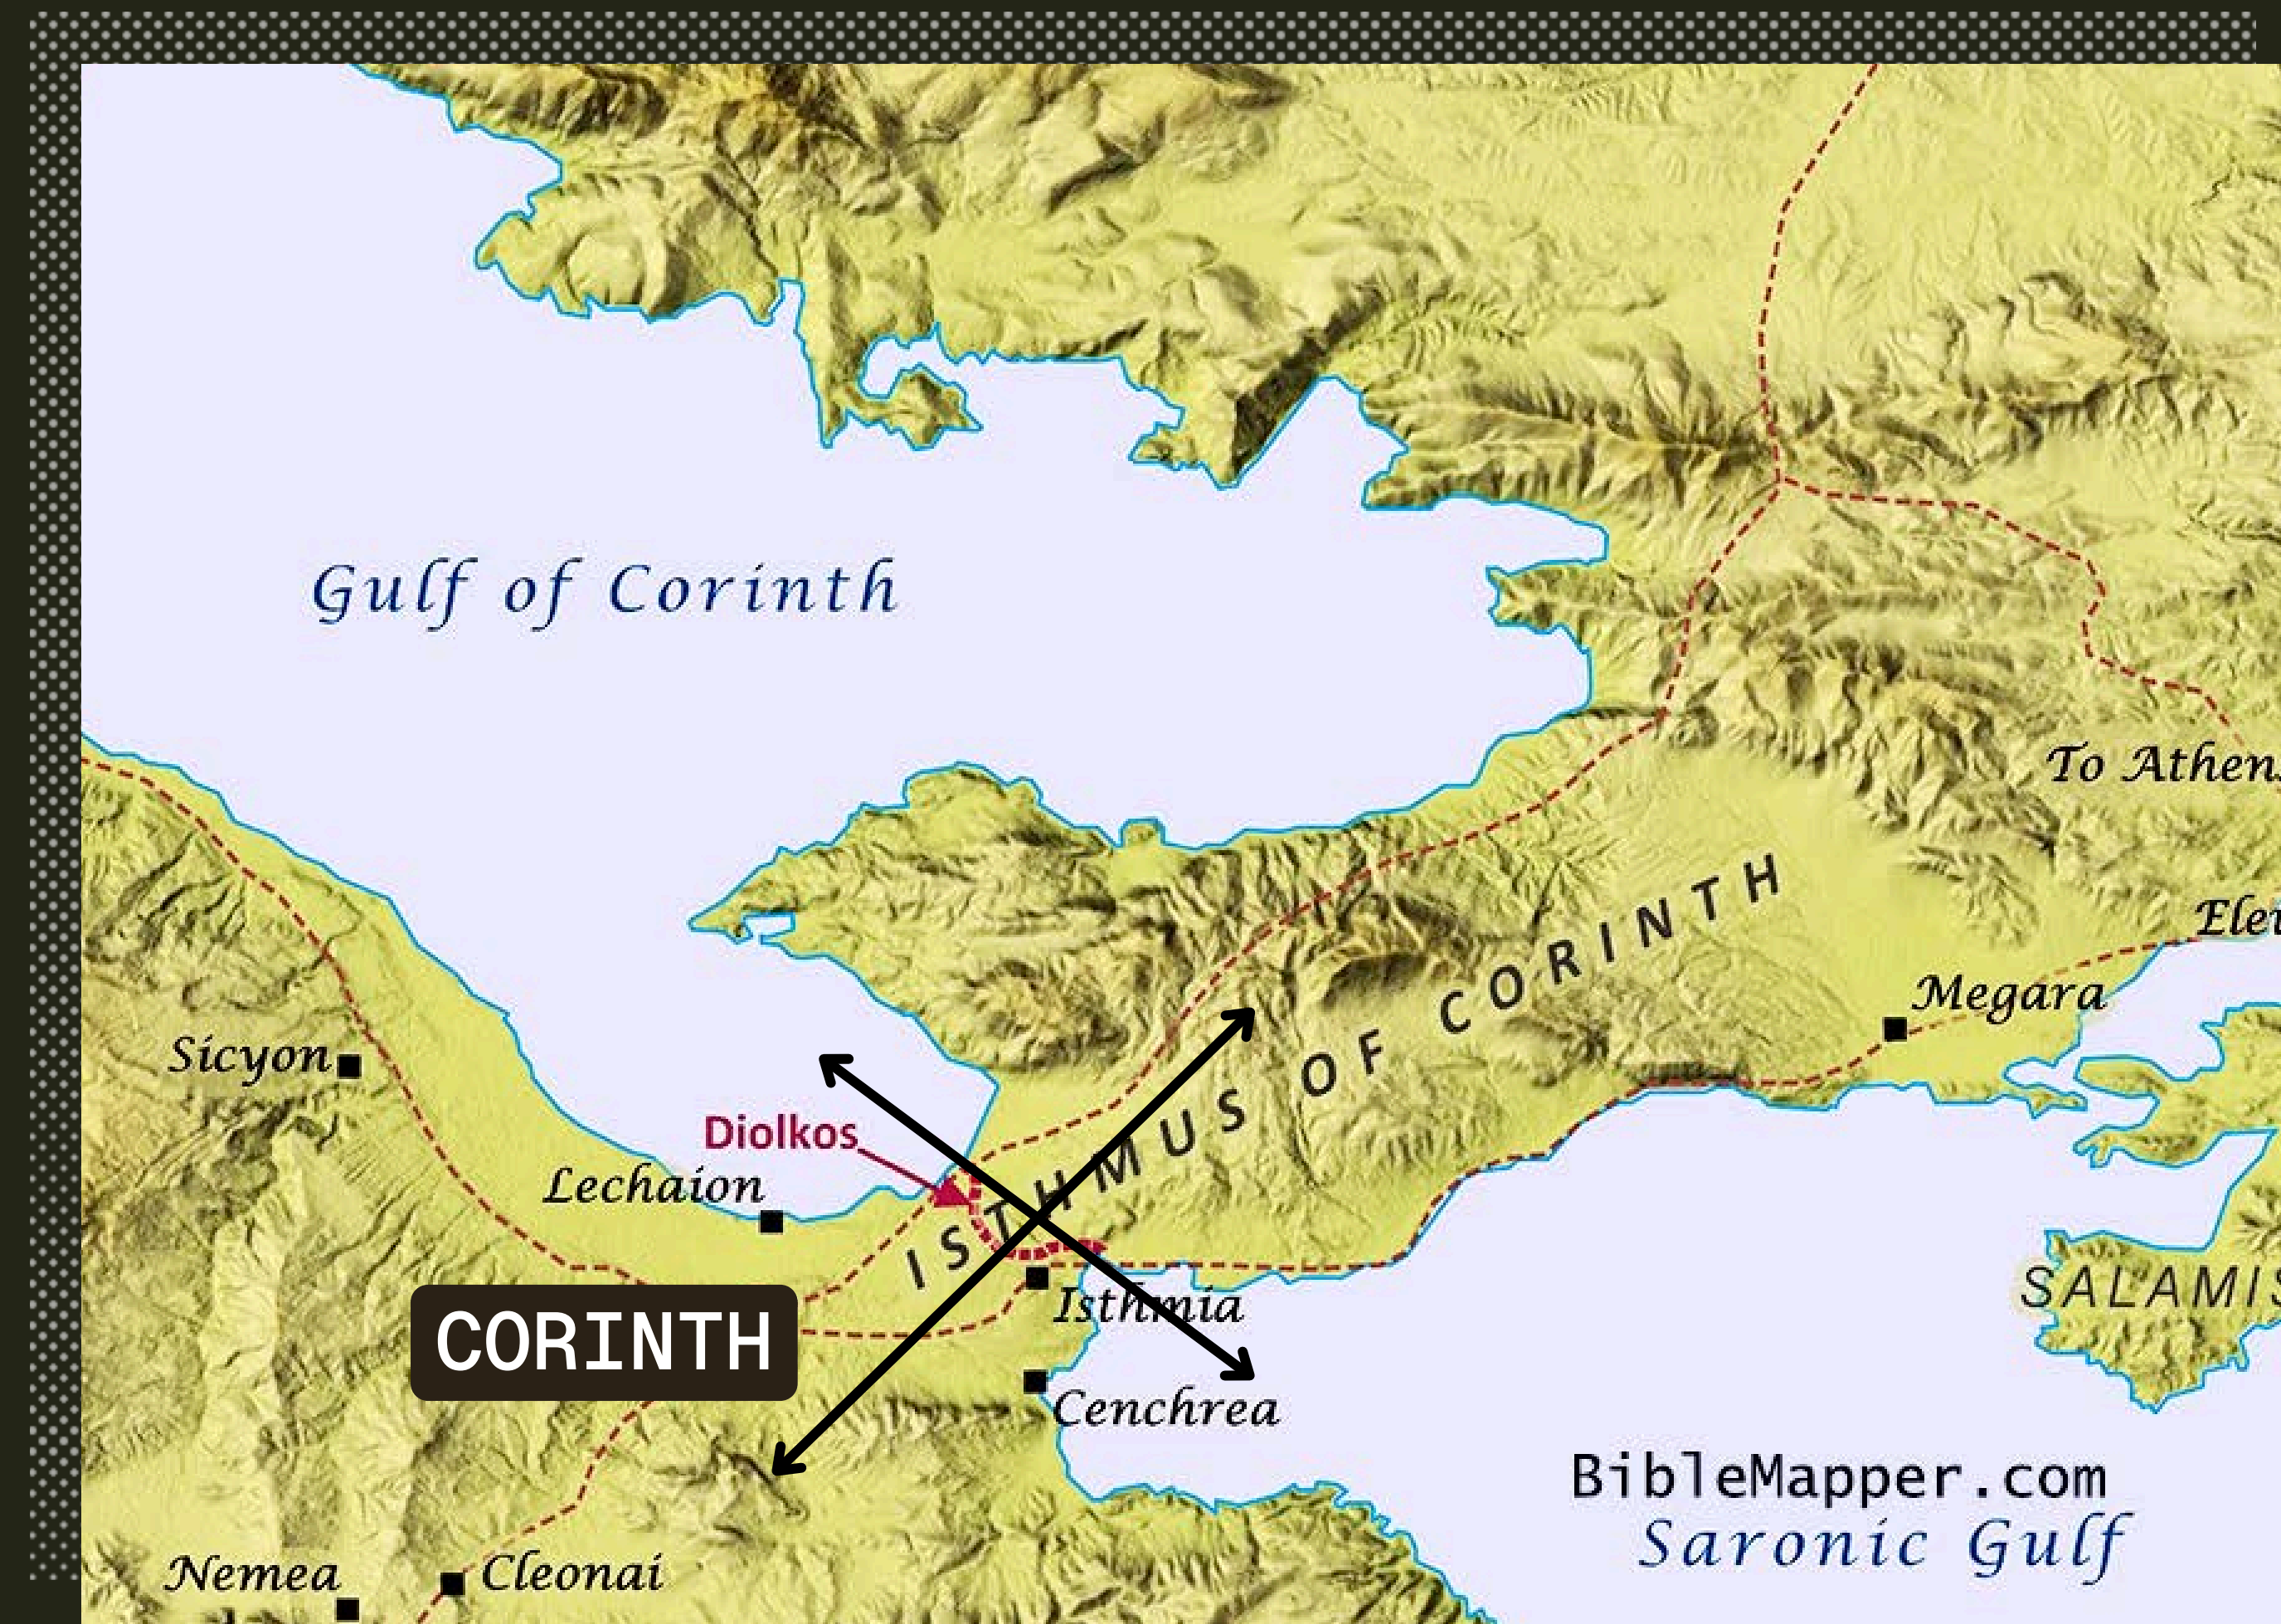 Gulf of Corinth
To Athens
Elei
Megara
ISTHMUS OF CORINTH
Sicyon
Diolkos
Lechaion
Isthmia
SALAMIS
CORINTH
Cenchrea
BibleMapper.com
Saronic Gulf
Nemea
Cleonai